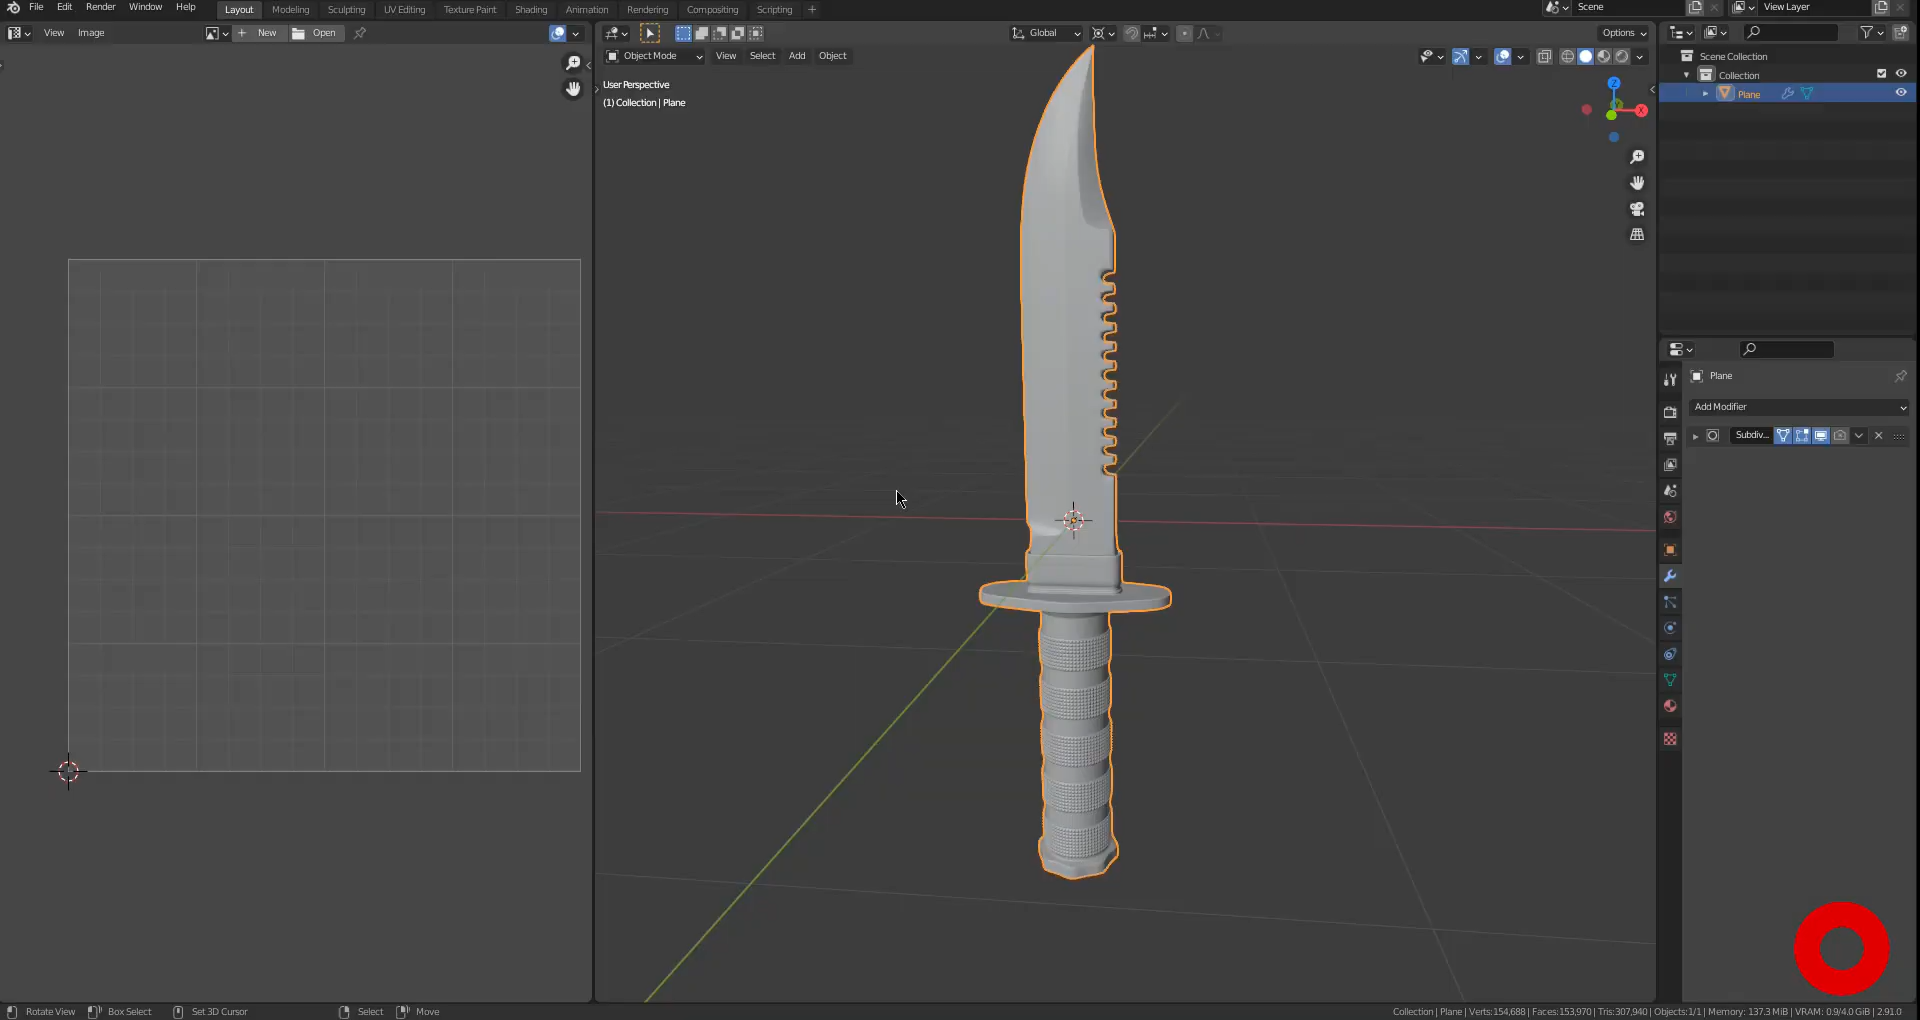 File Edit Render Window Help Layout Modeling Sculpting UV Editing Texture Paint Shading Animation Rendering Compositing Scripting + Scene View Layer
View Image + New Open Global Options
Object Mode View Select Add Object
User Perspective
(1) Collection | Plane
Z
X
Scene Collection
Collection
Plane
Plane
Add Modifier
Subdiv...
Rotate View Box Select Set 3D Cursor Select Move Collection | Plane | Verts:154,688 | Faces:153,970 | Tris:307,940 | Objects:1/1 | Memory: 137.3 MiB | VRAM: 0.9/4.0 GiB | 2.91.0